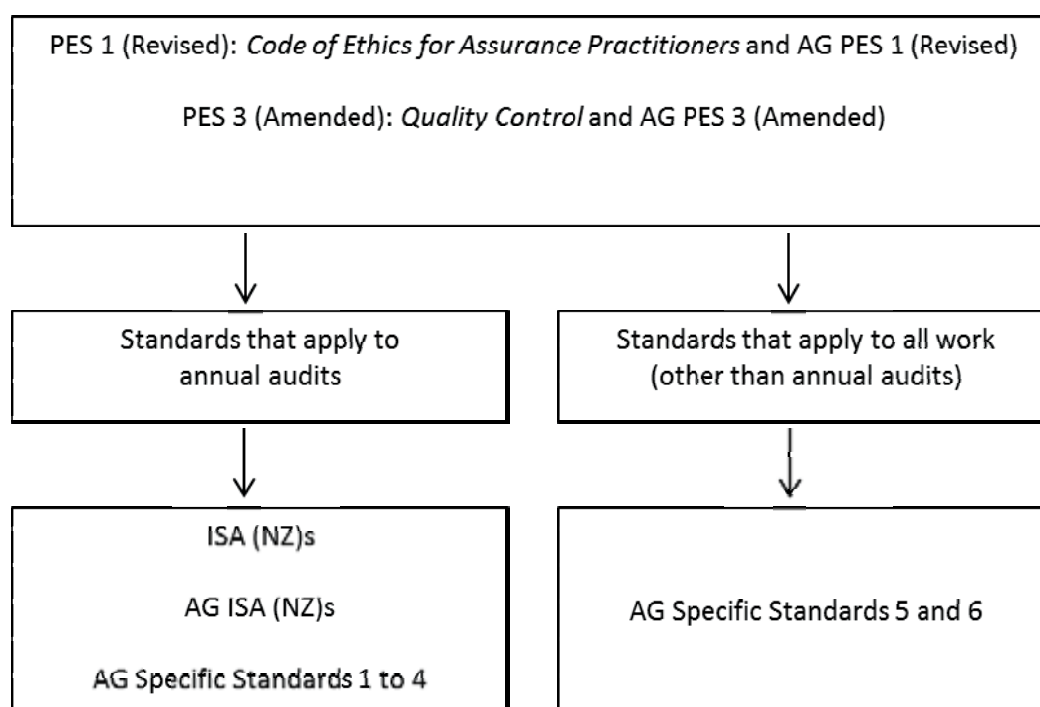 PES 1 (Revised): Code of Ethics for Assurance Practitioners and AG PES 1 (Revised)
PES 3 (Amended): Quality Control and AG PES 3 (Amended)
Standards that apply to
annual audits
Standards that apply to all work
(other than annual audits)
ISA (NZ)s
AG ISA (NZ)s
AG Specific Standards 1 to 4
AG Specific Standards 5 and 6